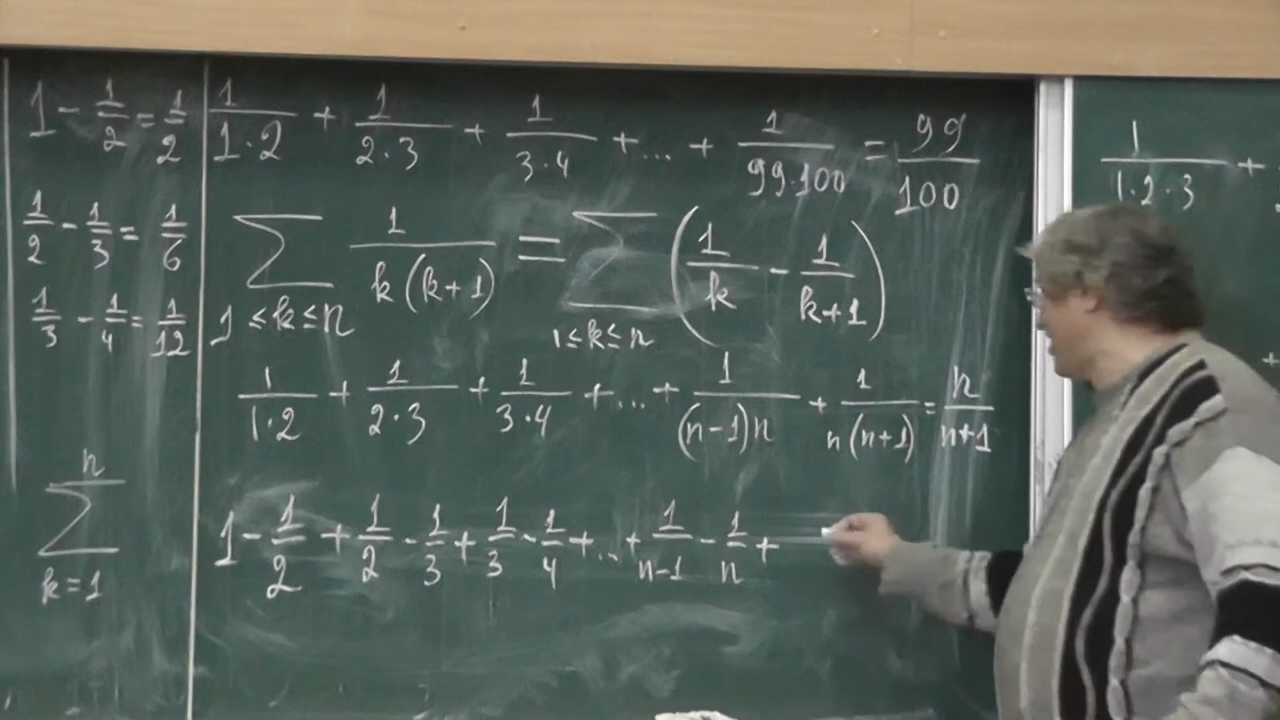 1 - 1/2 = 1/2
1/2 - 1/3 = 1/6
1/3 - 1/4 = 1/12
n
∑
k=1
1/(1·2) + 1/(2·3) + 1/(3·4) + ... + 1/(99·100) = 99/100
∑ 1/(k(k+1)) = ∑ (1/k - 1/(k+1))
1≤k≤n 1≤k≤n
1/(1·2) + 1/(2·3) + 1/(3·4) + ... + 1/((n-1)n) + 1/(n(n+1)) = n/(n+1)
1 - 1/2 + 1/2 - 1/3 + 1/3 - 1/4 + ... + 1/(n-1) - 1/n +
1/(1·2·3) +
+